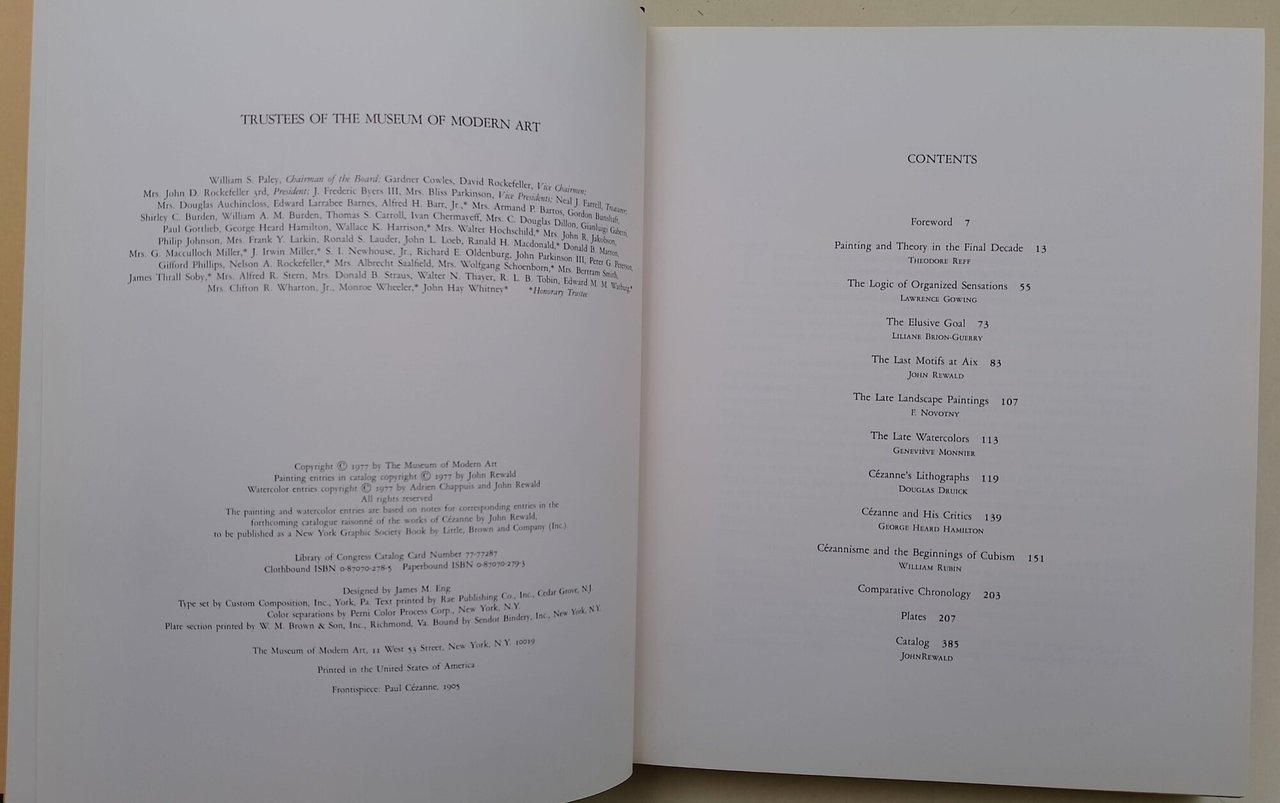 TRUSTEES OF THE MUSEUM OF MODERN ART
William S. Paley, Chairman of the Board; Gardner Cowles, David Rockefeller, Vice Chairmen;
Mrs. John D. Rockefeller 3rd, President; J. Frederic Byers III, Mrs. Bliss Parkinson, Vice Presidents; Neal J. Farrell, Treasurer;
Mrs. Douglas Auchincloss, Edward Larrabee Barnes, Alfred H. Barr, Jr.,* Mrs. Armand P. Bartos, Gordon Bunshaft,
Shirley C. Burden, William A. M. Burden, Thomas S. Carroll, Ivan Chermayeff, Mrs. C. Douglas Dillon, Gianluigi Gabetti,
Paul Gottlieb, George Heard Hamilton, Wallace K. Harrison,* Mrs. Walter Hochschild,* Mrs. John R. Jakobson,
Philip Johnson, Mrs. Frank Y. Larkin, Ronald S. Lauder, John L. Loeb, Ranald H. Macdonald,* Donald B. Marron,
Mrs. G. Macculloch Miller,* J. Irwin Miller,* S. I. Newhouse, Jr., Richard E. Oldenburg, John Parkinson III, Peter G. Peterson,
Gifford Phillips, Nelson A. Rockefeller,* Mrs. Albrecht Saalfield, Mrs. Wolfgang Schoenborn,* Mrs. Bertram Smith,
James Thrall Soby,* Mrs. Alfred R. Stern, Mrs. Donald B. Straus, Walter N. Thayer, R. L. B. Tobin, Edward M. M. Warburg,*
Mrs. Clifton R. Wharton, Jr., Monroe Wheeler,* John Hay Whitney* *Honorary Trustee
Copyright © 1977 by The Museum of Modern Art
Painting entries in catalog copyright © 1977 by John Rewald
Watercolor entries copyright © 1977 by Adrien Chappuis and John Rewald
All rights reserved
The painting and watercolor entries are based on notes for corresponding entries in the
forthcoming catalogue raisonné of the works of Cézanne by John Rewald,
to be published as a New York Graphic Society Book by Little, Brown and Company (Inc.)
Library of Congress Catalog Card Number 77-77287
Clothbound ISBN 0-87070-278-5 Paperbound ISBN 0-87070-279-3
Designed by James M. Eng
Type set by Custom Composition, Inc., York, Pa. Text printed by Rae Publishing Co., Inc., Cedar Grove, N.J.
Color separations by Perni Color Process Corp., New York, N.Y.
Plate section printed by W. M. Brown & Son, Inc., Richmond, Va. Bound by Sendor Bindery, Inc., New York, N.Y.
The Museum of Modern Art, 11 West 53 Street, New York, N.Y. 10019
Printed in the United States of America
Frontispiece: Paul Cézanne, 1905
CONTENTS
Foreword 7
Painting and Theory in the Final Decade 13
THEODORE REFF
The Logic of Organized Sensations 55
LAWRENCE GOWING
The Elusive Goal 73
LILIANE BRION-GUERRY
The Last Motifs at Aix 83
JOHN REWALD
The Late Landscape Paintings 107
F. NOVOTNY
The Late Watercolors 113
GENEVIÈVE MONNIER
Cézanne's Lithographs 119
DOUGLAS DRUICK
Cézanne and His Critics 139
GEORGE HEARD HAMILTON
Cézannisme and the Beginnings of Cubism 151
WILLIAM RUBIN
Comparative Chronology 203
Plates 207
Catalog 385
JOHNREWALD